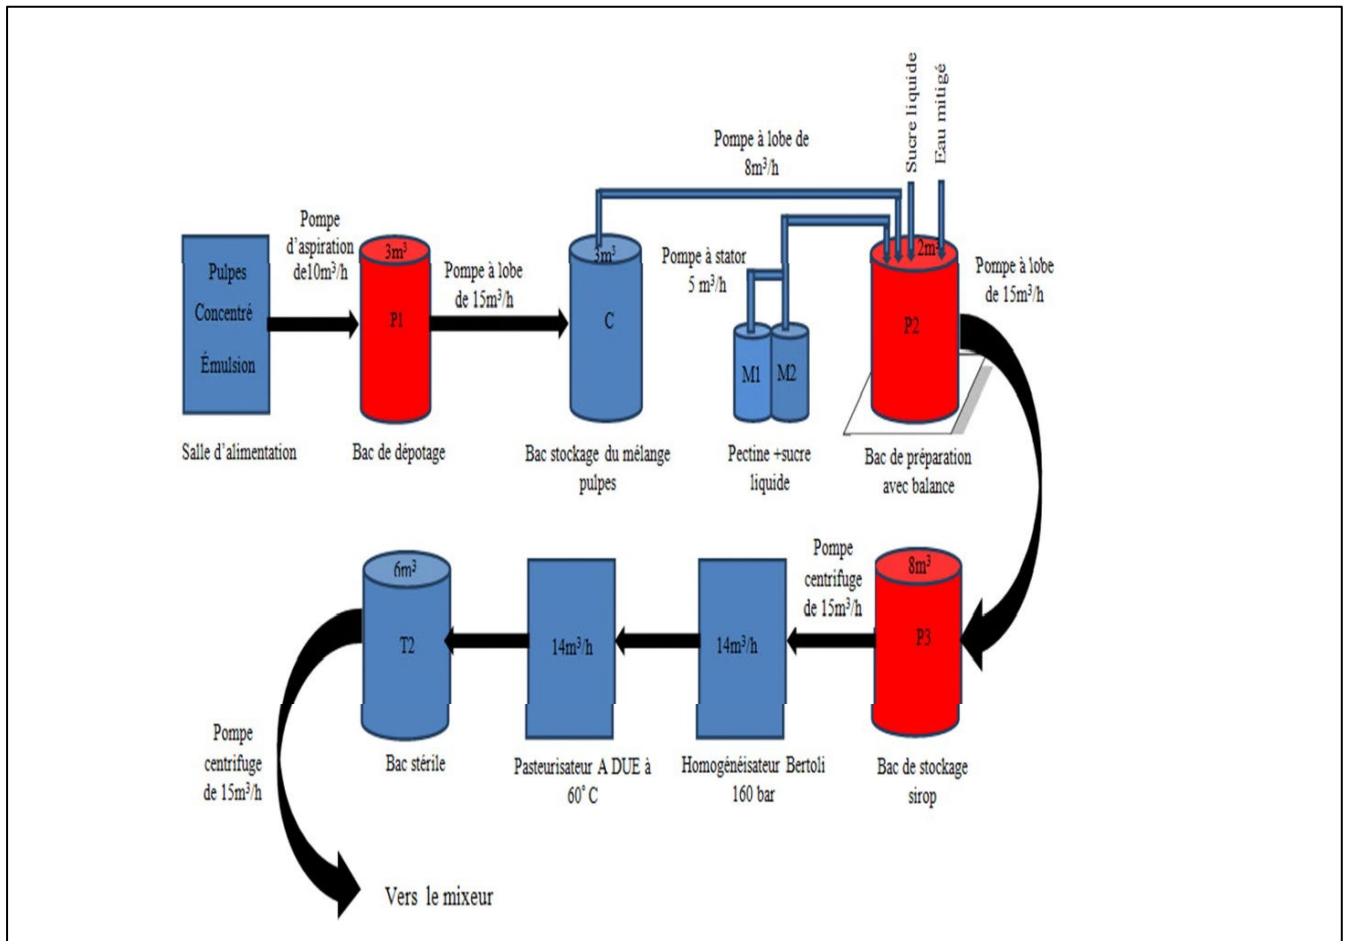 Sucre liquide
Eau mitigé
Pompe à lobe de
8m³/h
Pompe
d’aspiration
de10m³/h
Pulpes
Concentré
Émulsion
3m³
P1
Pompe à lobe
de 15m³/h
3m³
C
Pompe à stator
5 m³/h
M1
M2
2m³
P2
Pompe à lobe
de 15m³/h
Salle d’alimentation
Bac de dépotage
Bac stockage du mélange
pulpes
Pectine +sucre
liquide
Bac de préparation
avec balance
6m³
T2
14m³/h
14m³/h
Pompe
centrifuge
de 15m³/h
8m³
P3
Pompe
centrifuge
de 15m³/h
Bac stérile
Pasteurisateur A DUE à
60° C
Homogénéisateur Bertoli
160 bar
Bac de stockage
sirop
Vers le mixeur